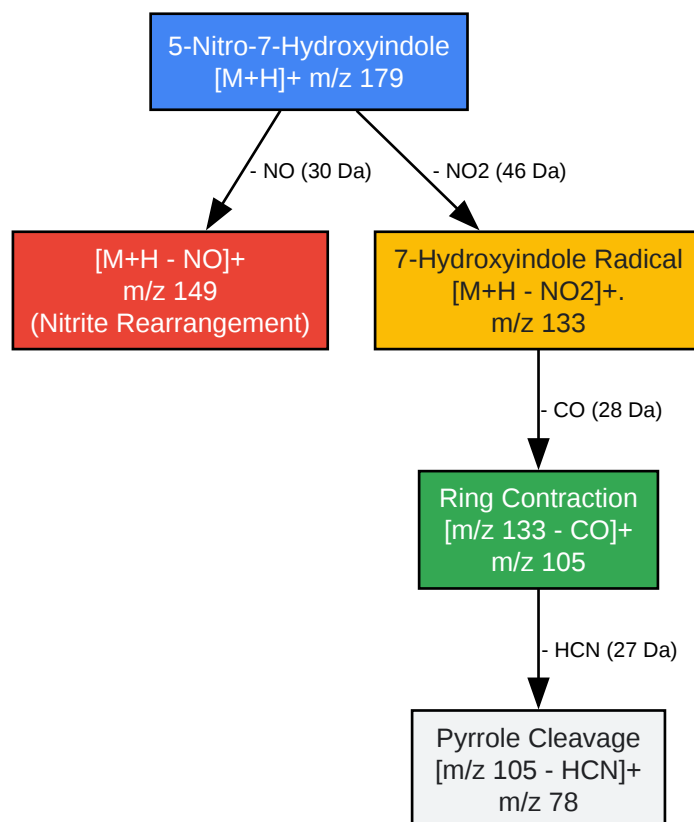 5-Nitro-7-Hydroxyindole
[M+H]+ m/z 179
- NO (30 Da)
- NO2 (46 Da)
[M+H - NO]+
m/z 149
(Nitrite Rearrangement)
7-Hydroxyindole Radical
[M+H - NO2]+.
m/z 133
- CO (28 Da)
Ring Contraction
[m/z 133 - CO]+
m/z 105
- HCN (27 Da)
Pyrrole Cleavage
[m/z 105 - HCN]+
m/z 78